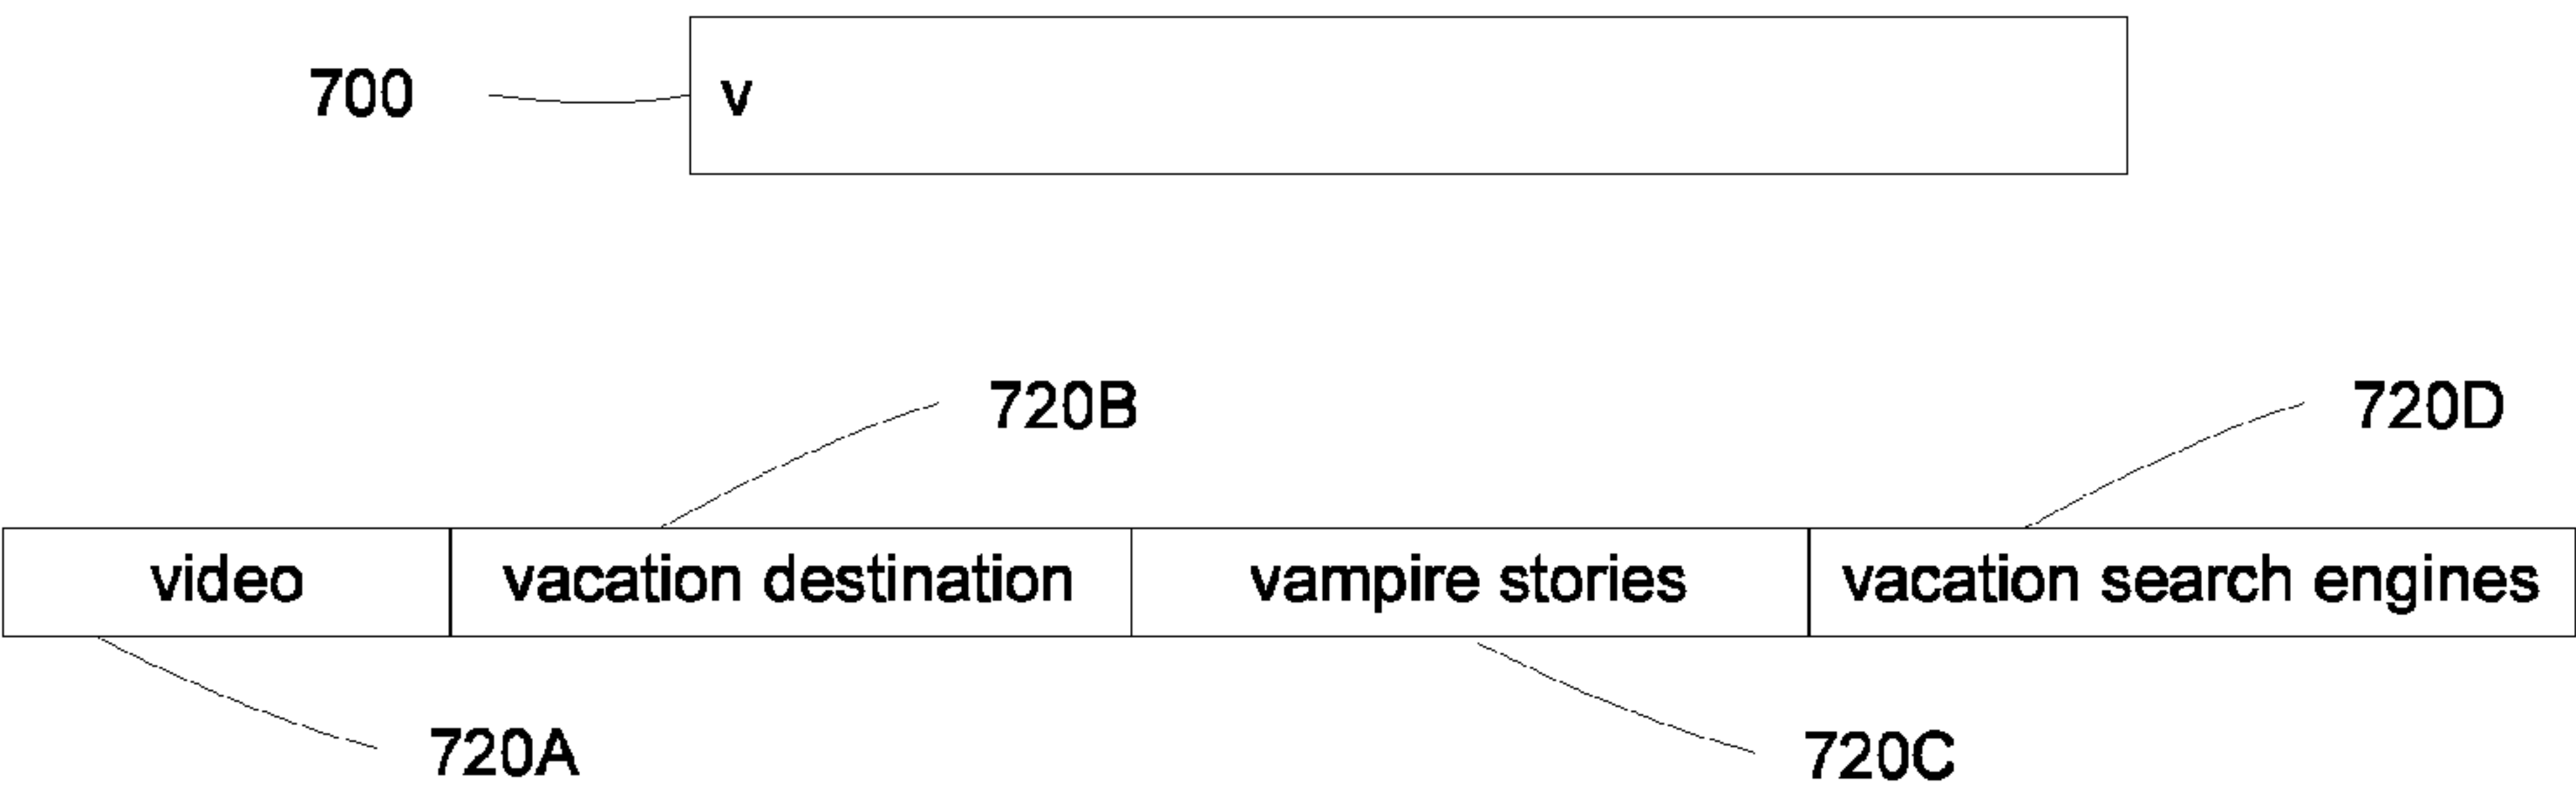 700 v
720B 720D
video vacation destination vampire stories vacation search engines
720A 720C